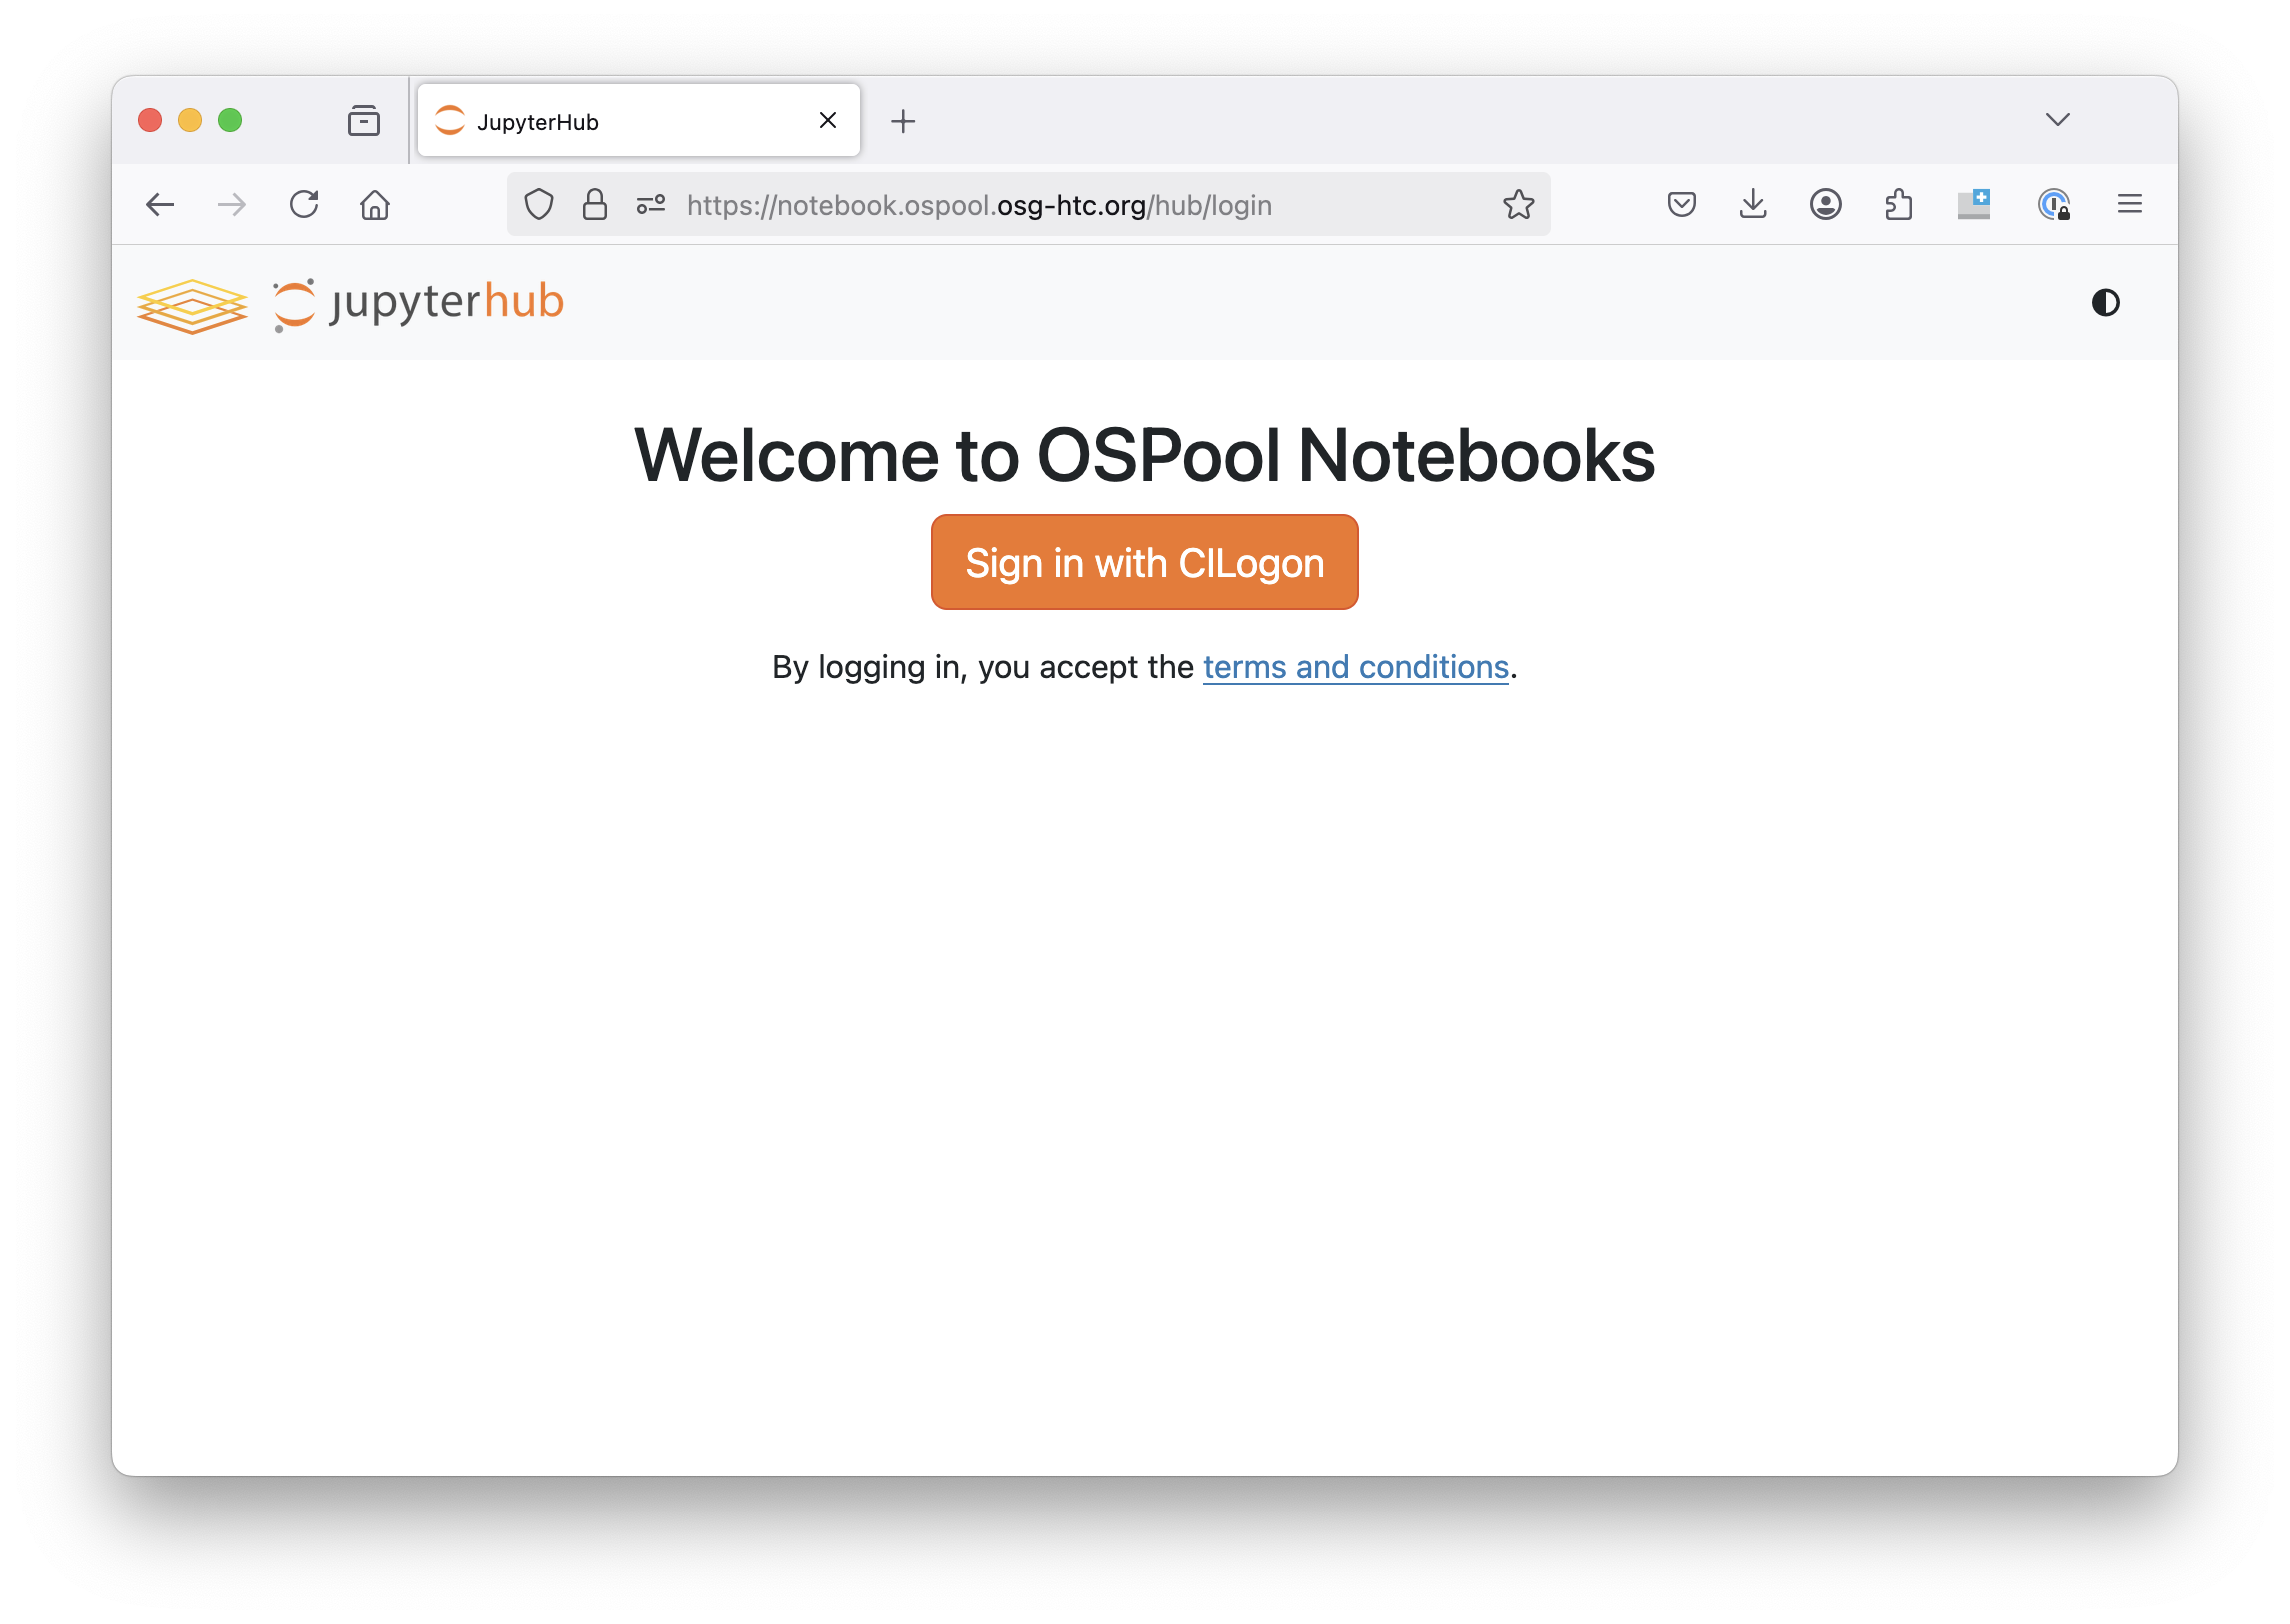 JupyterHub
https://notebook.ospool.osg-htc.org/hub/login
jupyterhub
Welcome to OSPool Notebooks
Sign in with CILogon
By logging in, you accept the terms and conditions.